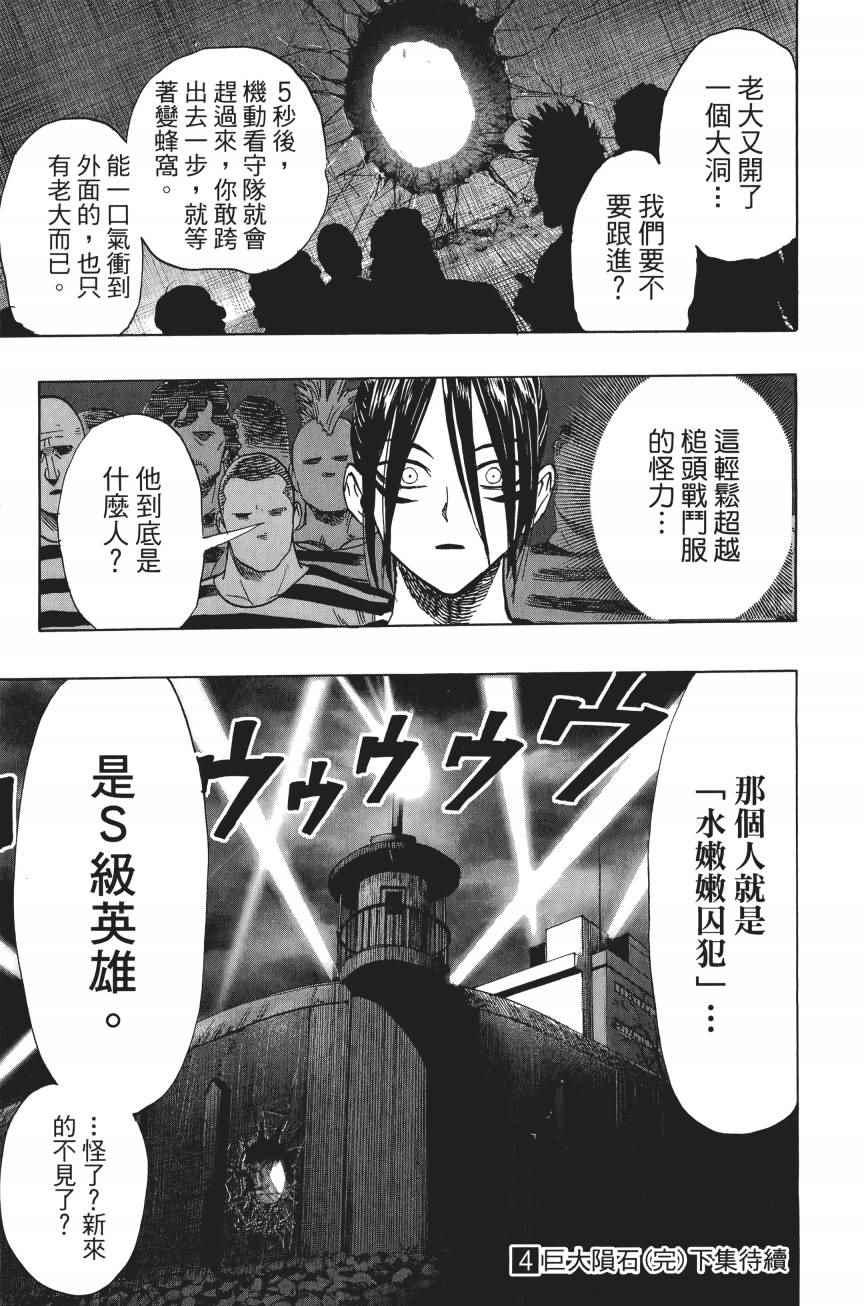 老大又開了
一個大洞…
我們要不
要跟進？
5秒後，
機動看守隊就會
趕過來，你敢跨
出去一步，就等
著變蜂窩。
能一口氣衝到
外面的，也只
有老大而已。
這輕鬆超越
槌頭戰鬥服
的怪力…
他到底是
什麼人？
那個人就是
「水嫩嫩囚犯」…
ウゥウゥウ
是S級英雄。
…怪了？新來
的不見了？
4 巨大隕石（完）下集待續